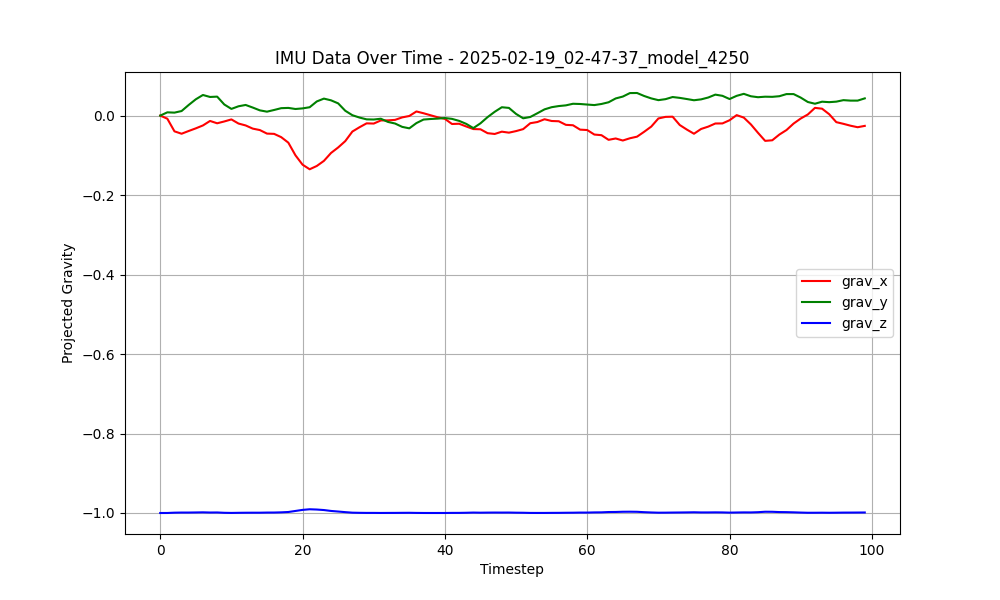 IMU Data Over Time - 2025-02-19_02-47-37_model_4250
Projected Gravity
0.0
−0.2
−0.4
−0.6
−0.8
−1.0
grav_x
grav_y
grav_z
0
20
40
60
80
100
Timestep